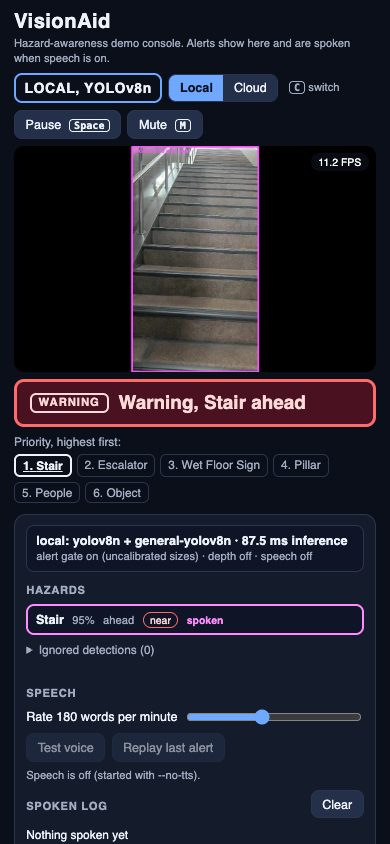 VisionAid
Hazard-awareness demo console. Alerts show here and are spoken
when speech is on.
LOCAL, YOLOv8n Local Cloud C switch
Pause Space Mute M
11.2 FPS
WARNING Warning, Stair ahead
Priority, highest first:
1. Stair 2. Escalator 3. Wet Floor Sign 4. Pillar
5. People 6. Object
local: yolov8n + general-yolov8n · 87.5 ms inference
alert gate on (uncalibrated sizes) · depth off · speech off
HAZARDS
Stair 95% ahead near spoken
▶ Ignored detections (0)
SPEECH
Rate 180 words per minute
Test voice Replay last alert
Speech is off (started with --no-tts).
SPOKEN LOG Clear
Nothing spoken yet